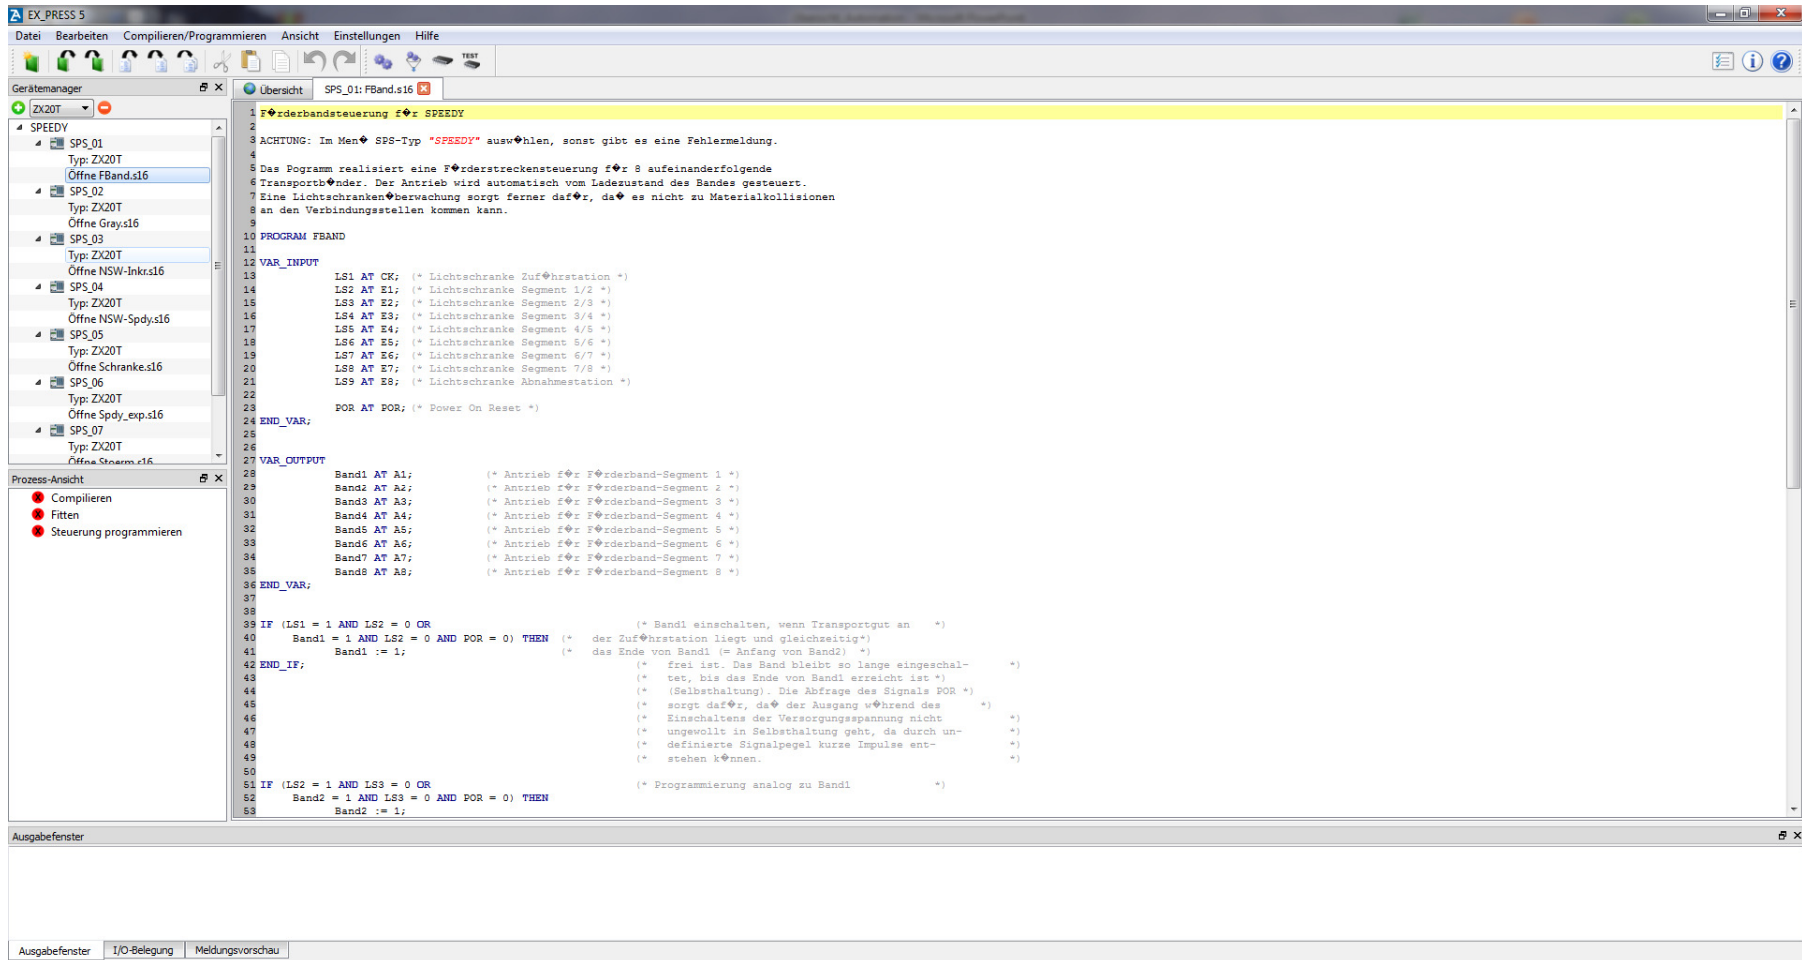 EX_PRESS 5
Datei Bearbeiten Compilieren/Programmieren Ansicht Einstellungen Hilfe
TEST
Gerätemanager
ZX20T
SPEEDY
SPS_01
Typ: ZX20T
Öffne FBand.s16
SPS_02
Typ: ZX20T
Öffne Gray.s16
SPS_03
Typ: ZX20T
Öffne NSW-Inkr.s16
SPS_04
Typ: ZX20T
Öffne NSW-Spdy.s16
SPS_05
Typ: ZX20T
Öffne Schranke.s16
SPS_06
Typ: ZX20T
Öffne Spdy_exp.s16
SPS_07
Typ: ZX20T
Öffne Stoerm.s16
Prozess-Ansicht
Compilieren
Fitten
Steuerung programmieren
Übersicht SPS_01: FBand.s16
1 F�rderbandsteuerung f�r SPEEDY
2
3 ACHTUNG: Im Men� SPS-Typ "SPEEDY" ausw�hlen, sonst gibt es eine Fehlermeldung.
4
5 Das Pogramm realisiert eine F�rderstreckensteuerung f�r 8 aufeinanderfolgende
6 Transportb�nder. Der Antrieb wird automatisch vom Ladezustand des Bandes gesteuert.
7 Eine Lichtschranken�berwachung sorgt ferner daf�r, da� es nicht zu Materialkollisionen
8 an den Verbindungsstellen kommen kann.
9
10 PROGRAM FBAND
11
12 VAR_INPUT
13 LS1 AT CK; (* Lichtschranke Zuf�hrstation *)
14 LS2 AT E1; (* Lichtschranke Segment 1/2 *)
15 LS3 AT E2; (* Lichtschranke Segment 2/3 *)
16 LS4 AT E3; (* Lichtschranke Segment 3/4 *)
17 LS5 AT E4; (* Lichtschranke Segment 4/5 *)
18 LS6 AT E5; (* Lichtschranke Segment 5/6 *)
19 LS7 AT E6; (* Lichtschranke Segment 6/7 *)
20 LS8 AT E7; (* Lichtschranke Segment 7/8 *)
21 LS9 AT E8; (* Lichtschranke Abnahmestation *)
22
23 POR AT POR; (* Power On Reset *)
24 END_VAR;
25
26
27 VAR_OUTPUT
28 Band1 AT A1; (* Antrieb f�r F�rderband-Segment 1 *)
29 Band2 AT A2; (* Antrieb f�r F�rderband-Segment 2 *)
30 Band3 AT A3; (* Antrieb f�r F�rderband-Segment 3 *)
31 Band4 AT A4; (* Antrieb f�r F�rderband-Segment 4 *)
32 Band5 AT A5; (* Antrieb f�r F�rderband-Segment 5 *)
33 Band6 AT A6; (* Antrieb f�r F�rderband-Segment 6 *)
34 Band7 AT A7; (* Antrieb f�r F�rderband-Segment 7 *)
35 Band8 AT A8; (* Antrieb f�r F�rderband-Segment 8 *)
36 END_VAR;
37
38
39 IF (LS1 = 1 AND LS2 = 0 OR (* Band1 einschalten, wenn Transportgut an *)
40 Band1 = 1 AND LS2 = 0 AND POR = 0) THEN (* der Zuf�hrstation liegt und gleichzeitig*)
41 Band1 := 1; (* das Ende von Band1 (= Anfang von Band2) *)
42 END_IF; (* frei ist. Das Band bleibt so lange eingeschal- *)
43 (* tet, bis das Ende von Band1 erreicht ist *)
44 (* (Selbsthaltung). Die Abfrage des Signals POR *)
45 (* sorgt daf�r, da� der Ausgang w�hrend des *)
46 (* Einschaltens der Versorgungsspannung nicht *)
47 (* ungewollt in Selbsthaltung geht, da durch un- *)
48 (* definierte Signalpegel kurze Impulse ent- *)
49 (* stehen k�nnen. *)
50
51 IF (LS2 = 1 AND LS3 = 0 OR (* Programmierung analog zu Band1 *)
52 Band2 = 1 AND LS3 = 0 AND POR = 0) THEN
53 Band2 := 1;
Ausgabefenster
Ausgabefenster I/O-Belegung Meldungsvorschau